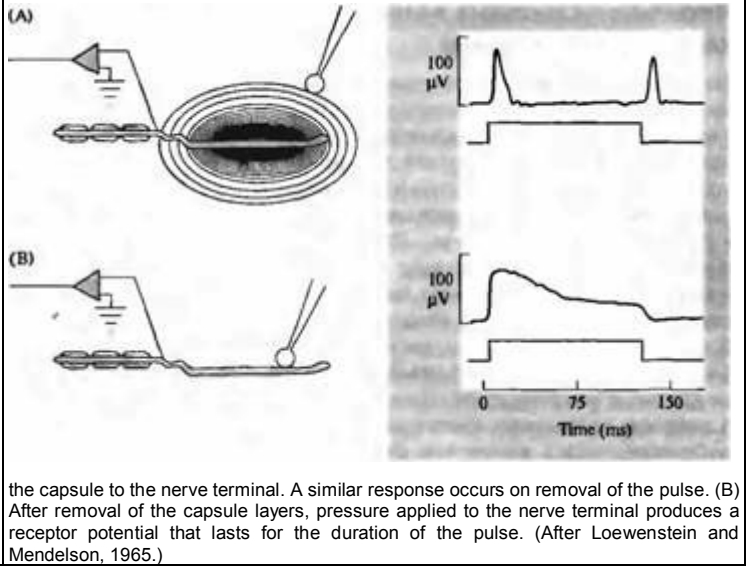 (A)
100
μV
(B)
100
μV
0 75 150
Time (ms)
the capsule to the nerve terminal. A similar response occurs on removal of the pulse. (B)
After removal of the capsule layers, pressure applied to the nerve terminal produces a
receptor potential that lasts for the duration of the pulse. (After Loewenstein and
Mendelson, 1965.)